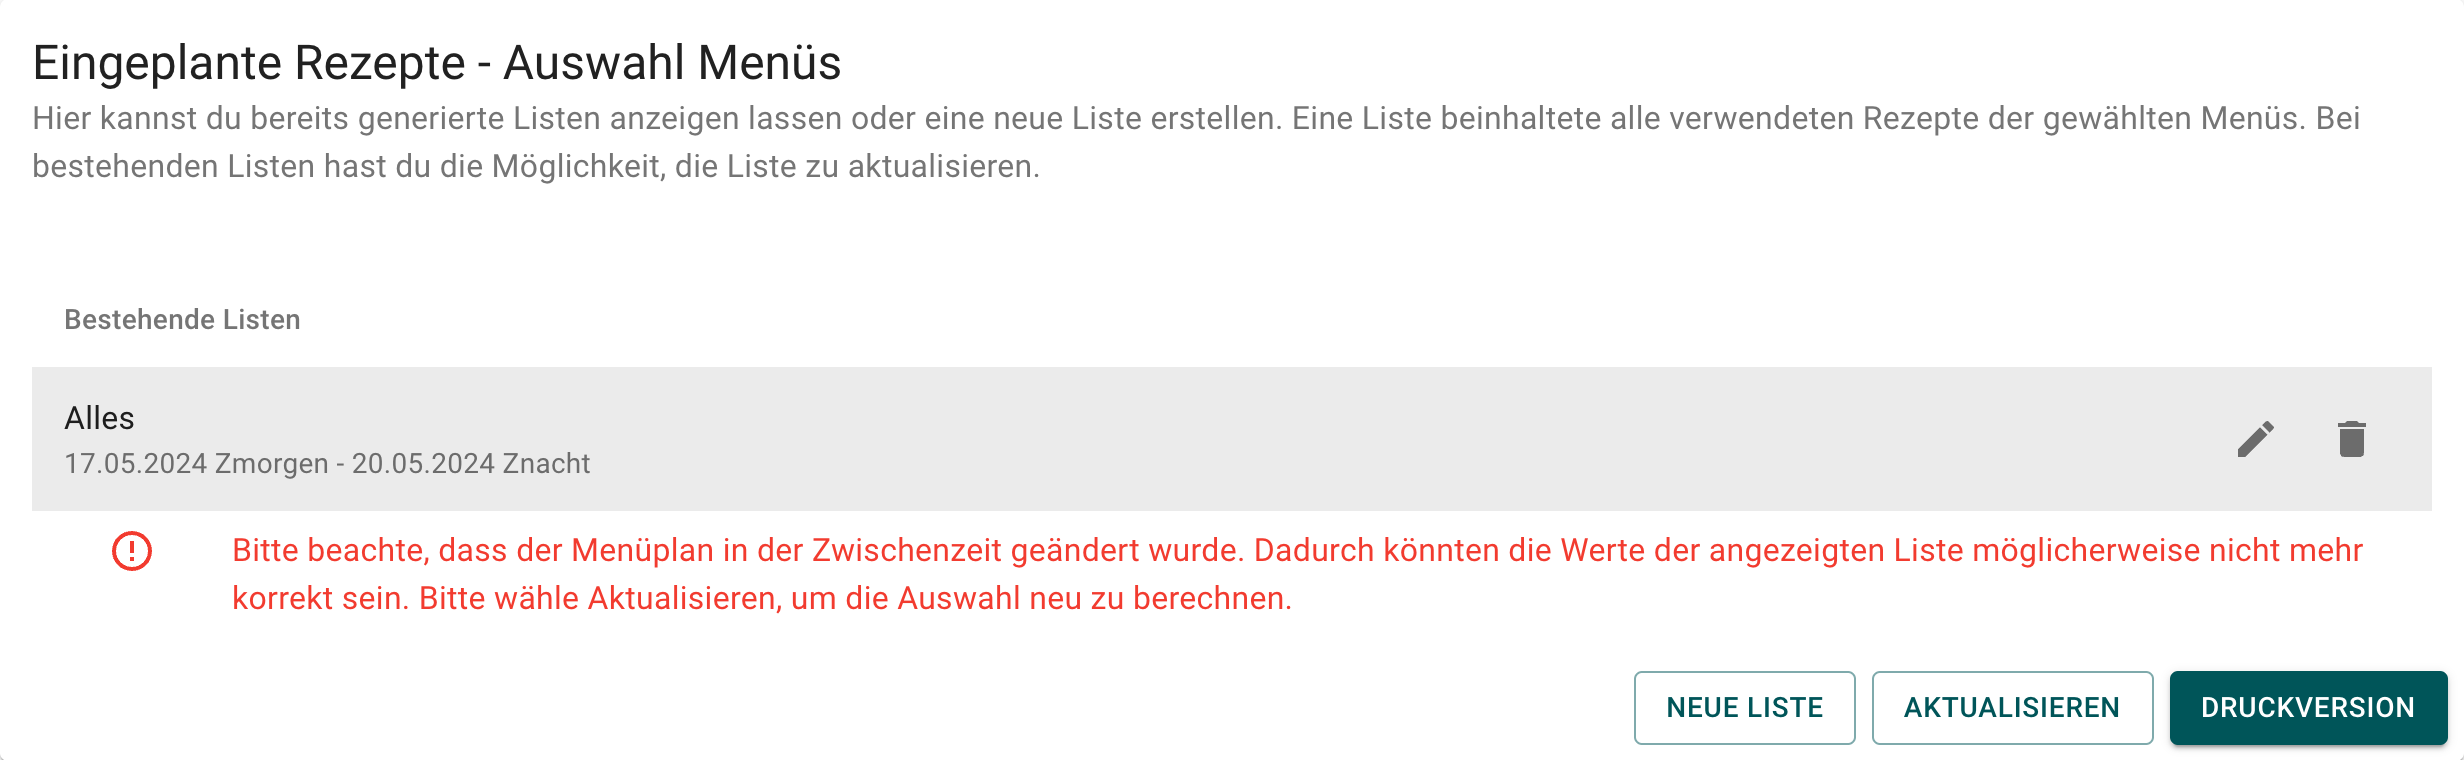 Eingeplante Rezepte - Auswahl Menüs
Hier kannst du bereits generierte Listen anzeigen lassen oder eine neue Liste erstellen. Eine Liste beinhaltete alle verwendeten Rezepte der gewählten Menüs. Bei
bestehenden Listen hast du die Möglichkeit, die Liste zu aktualisieren.
Bestehende Listen
Alles
17.05.2024 Zmorgen - 20.05.2024 Znacht
Bitte beachte, dass der Menüplan in der Zwischenzeit geändert wurde. Dadurch könnten die Werte der angezeigten Liste möglicherweise nicht mehr
korrekt sein. Bitte wähle Aktualisieren, um die Auswahl neu zu berechnen.
NEUE LISTE AKTUALISIEREN DRUCKVERSION